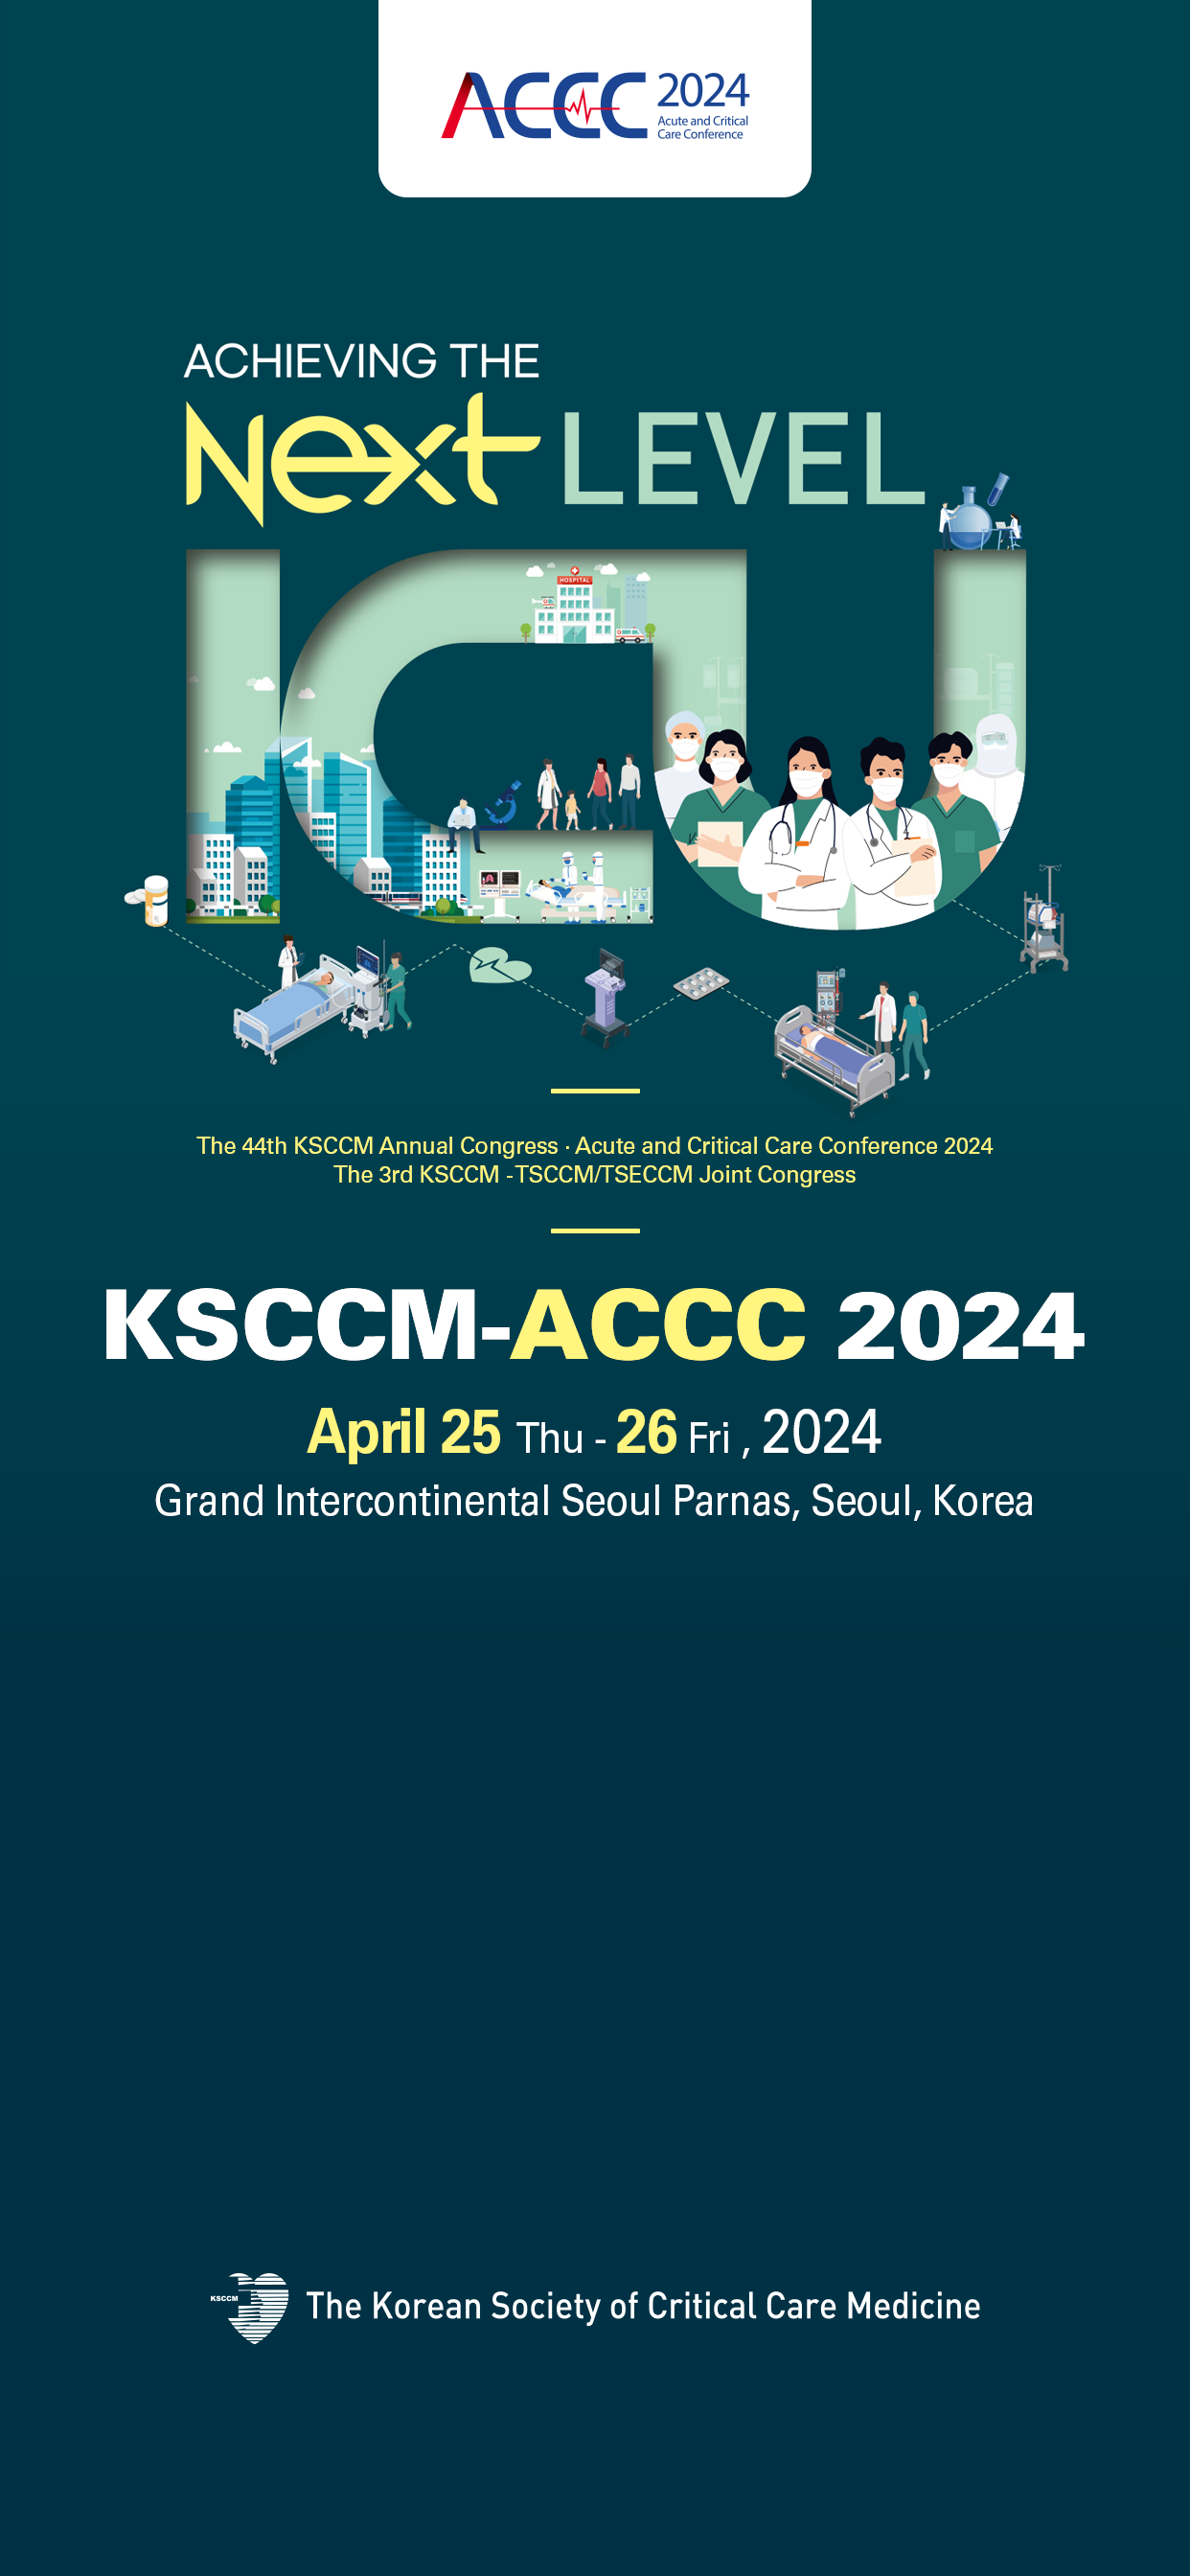 ACCC 2024
Acute and Critical
Care Conference
ACHIEVING THE
Next LEVEL
HOSPITAL
ICU
The 44th KSCCM Annual Congress · Acute and Critical Care Conference 2024
The 3rd KSCCM - TSCCM/TSECCM Joint Congress
KSCCM-ACCC 2024
April 25 Thu - 26 Fri , 2024
Grand Intercontinental Seoul Parnas, Seoul, Korea
KSCCM The Korean Society of Critical Care Medicine